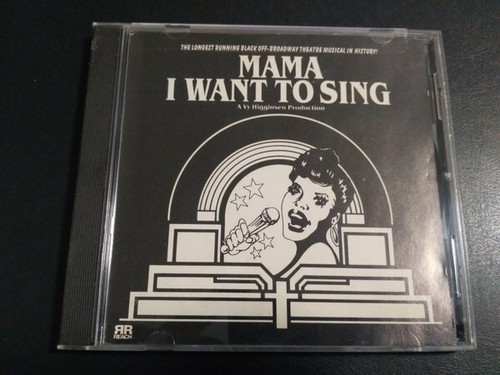 THE LONGEST RUNNING BLACK OFF-BROADWAY THEATRE MUSICAL IN HISTORY!
MAMA
I WANT TO SING
A Vy Higginsen Production
RR
REACH